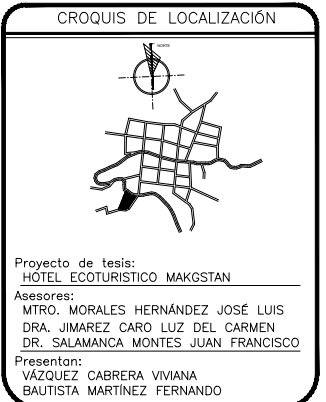 CROQUIS DE LOCALIZACIÓN
NORTE
Proyecto de tesis:
HOTEL ECOTURISTICO MAKGSTAN
Asesores:
MTRO. MORALES HERNÁNDEZ JOSÉ LUIS
DRA. JIMAREZ CARO LUZ DEL CARMEN
DR. SALAMANCA MONTES JUAN FRANCISCO
Presentan:
VÁZQUEZ CABRERA VIVIANA
BAUTISTA MARTÍNEZ FERNANDO